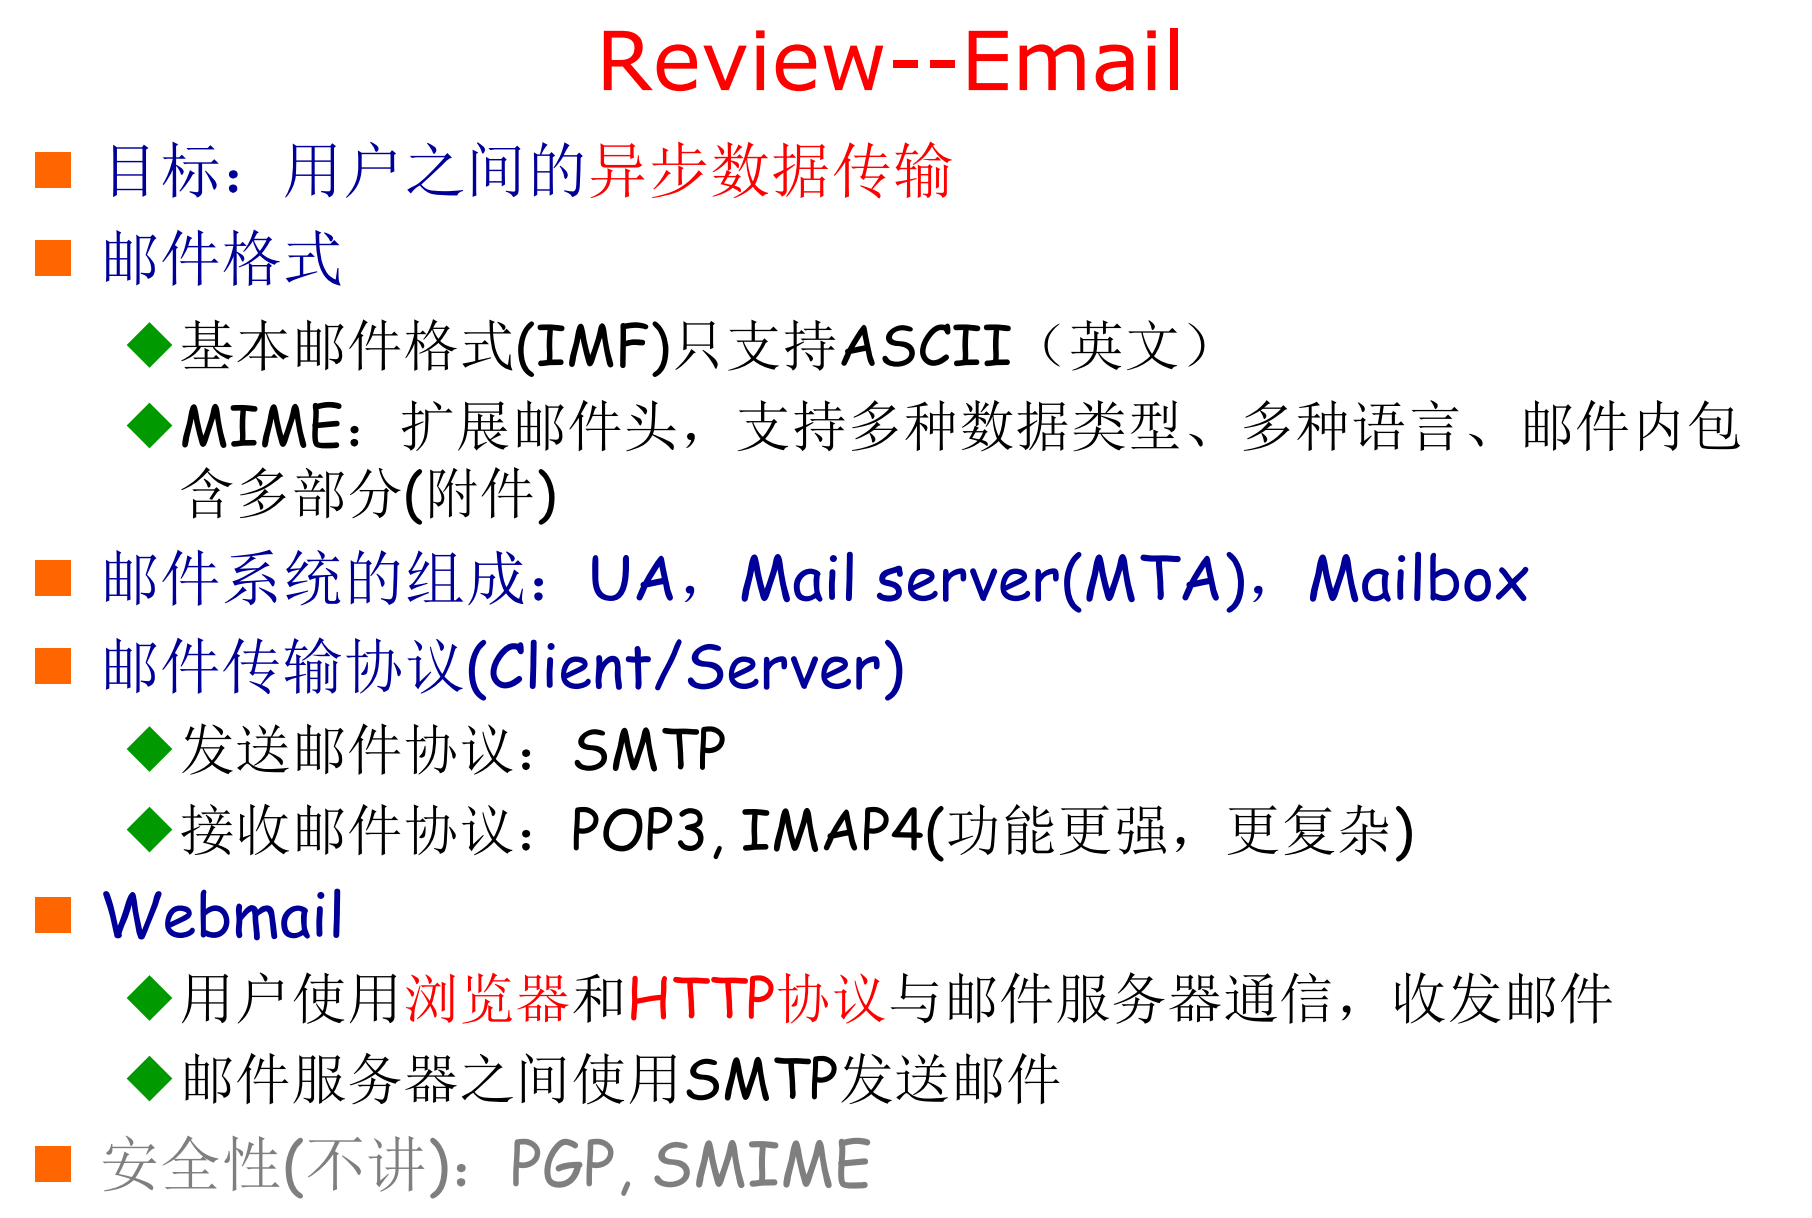 Review--Email
目标：用户之间的异步数据传输
邮件格式
基本邮件格式(IMF)只支持ASCII（英文）
MIME：扩展邮件头，支持多种数据类型、多种语言、邮件内包
含多部分(附件)
邮件系统的组成：UA，Mail server(MTA)，Mailbox
邮件传输协议(Client/Server)
发送邮件协议：SMTP
接收邮件协议：POP3, IMAP4(功能更强，更复杂)
Webmail
用户使用浏览器和HTTP协议与邮件服务器通信，收发邮件
邮件服务器之间使用SMTP发送邮件
安全性(不讲)：PGP, SMIME